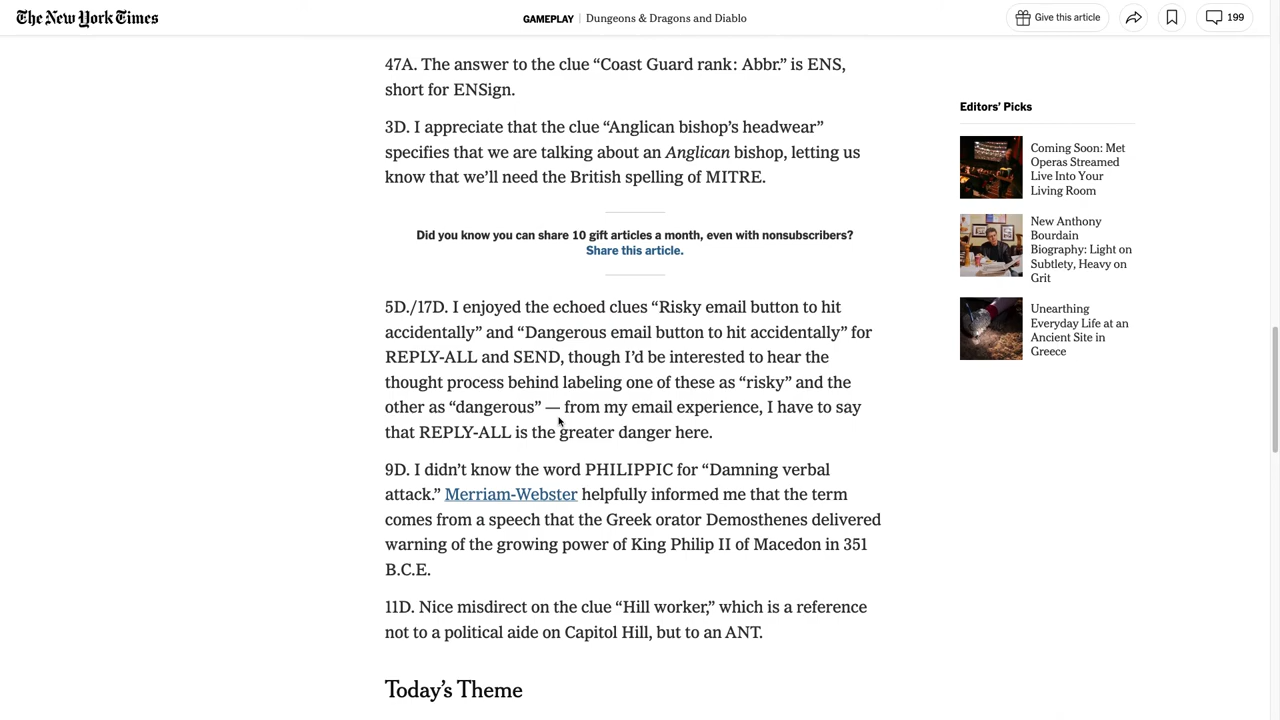 The New York Times
GAMEPLAY | Dungeons & Dragons and Diablo
Give this article
199
47A. The answer to the clue “Coast Guard rank: Abbr.” is ENS,
short for ENSign.
3D. I appreciate that the clue “Anglican bishop’s headwear”
specifies that we are talking about an Anglican bishop, letting us
know that we’ll need the British spelling of MITRE.
Did you know you can share 10 gift articles a month, even with nonsubscribers?
Share this article.
5D./17D. I enjoyed the echoed clues “Risky email button to hit
accidentally” and “Dangerous email button to hit accidentally” for
REPLY-ALL and SEND, though I’d be interested to hear the
thought process behind labeling one of these as “risky” and the
other as “dangerous” — from my email experience, I have to say
that REPLY-ALL is the greater danger here.
9D. I didn’t know the word PHILIPPIC for “Damning verbal
attack.” Merriam-Webster helpfully informed me that the term
comes from a speech that the Greek orator Demosthenes delivered
warning of the growing power of King Philip II of Macedon in 351
B.C.E.
11D. Nice misdirect on the clue “Hill worker,” which is a reference
not to a political aide on Capitol Hill, but to an ANT.
Today’s Theme
Editors’ Picks
Coming Soon: Met
Operas Streamed
Live Into Your
Living Room
New Anthony
Bourdain
Biography: Light on
Subtlety, Heavy on
Grit
Unearthing
Everyday Life at an
Ancient Site in
Greece